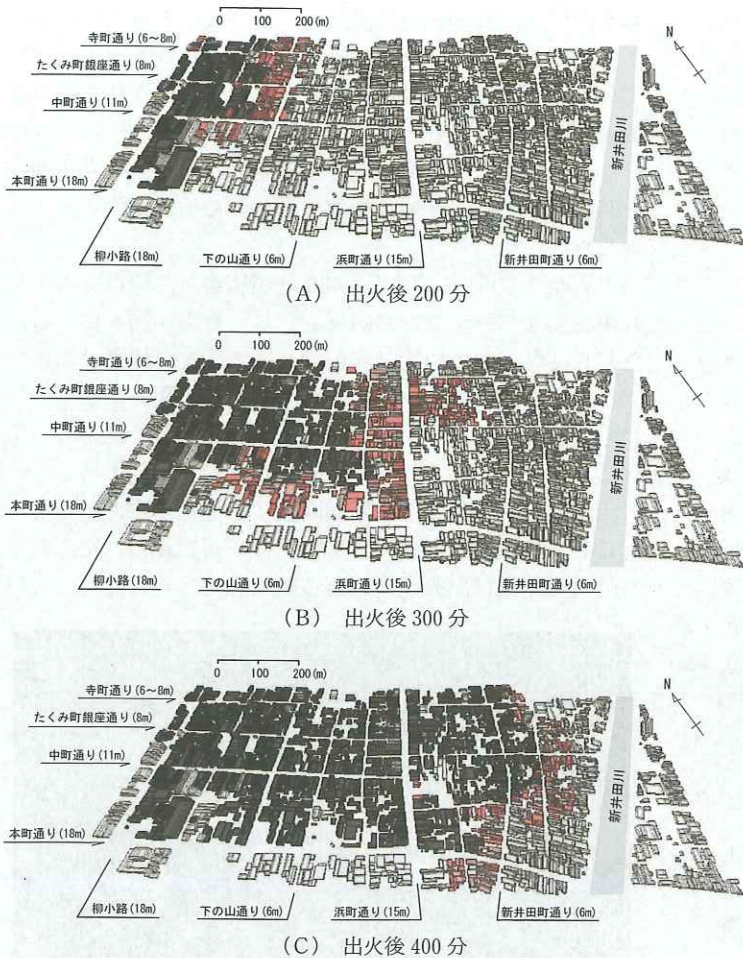 0 100 200(m)
寺町通り(6～8m)
たくみ町銀座通り(8m)
中町通り(11m)
本町通り(18m)
柳小路(18m)
下の山通り(6m)
浜町通り(15m)
新井田町通り(6m)
新井田川
N
(A) 出火後 200 分
0 100 200(m)
寺町通り(6～8m)
たくみ町銀座通り(8m)
中町通り(11m)
本町通り(18m)
柳小路(18m)
下の山通り(6m)
浜町通り(15m)
新井田町通り(6m)
新井田川
N
(B) 出火後 300 分
0 100 200(m)
寺町通り(6～8m)
たくみ町銀座通り(8m)
中町通り(11m)
本町通り(18m)
柳小路(18m)
下の山通り(6m)
浜町通り(15m)
新井田町通り(6m)
新井田川
N
(C) 出火後 400 分